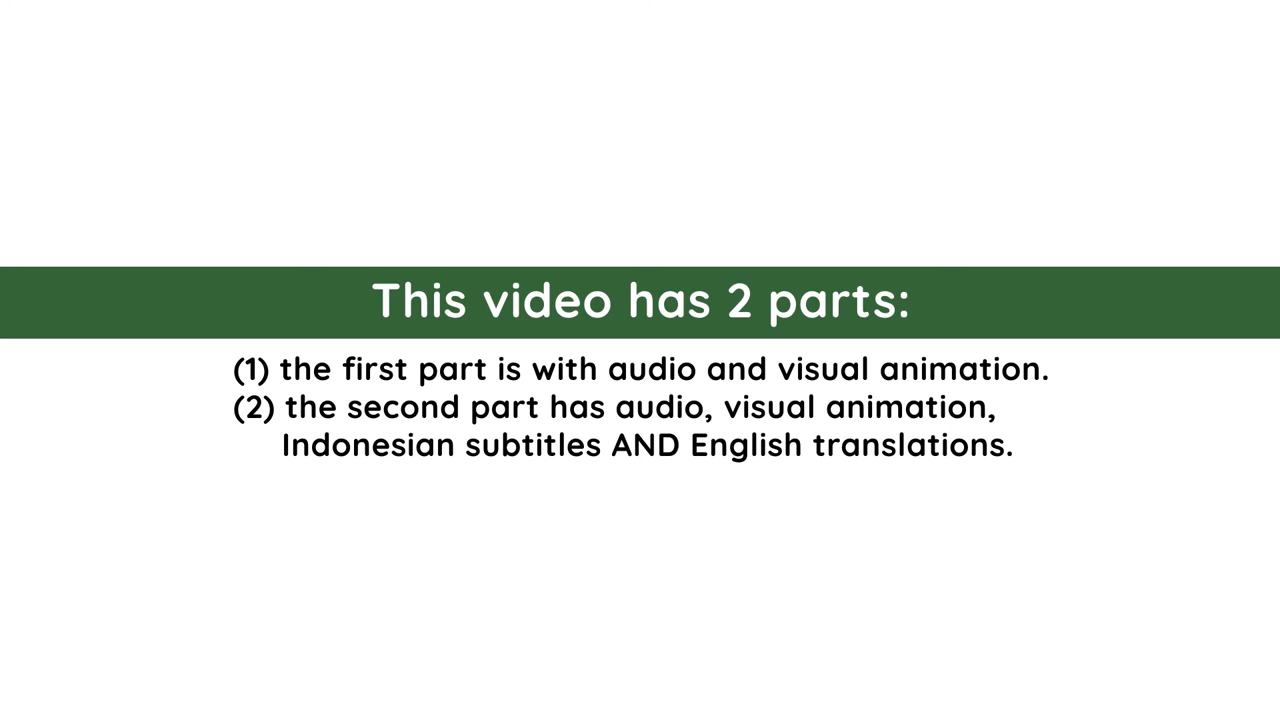 This video has 2 parts:
(1) the first part is with audio and visual animation.
(2) the second part has audio, visual animation,
Indonesian subtitles AND English translations.